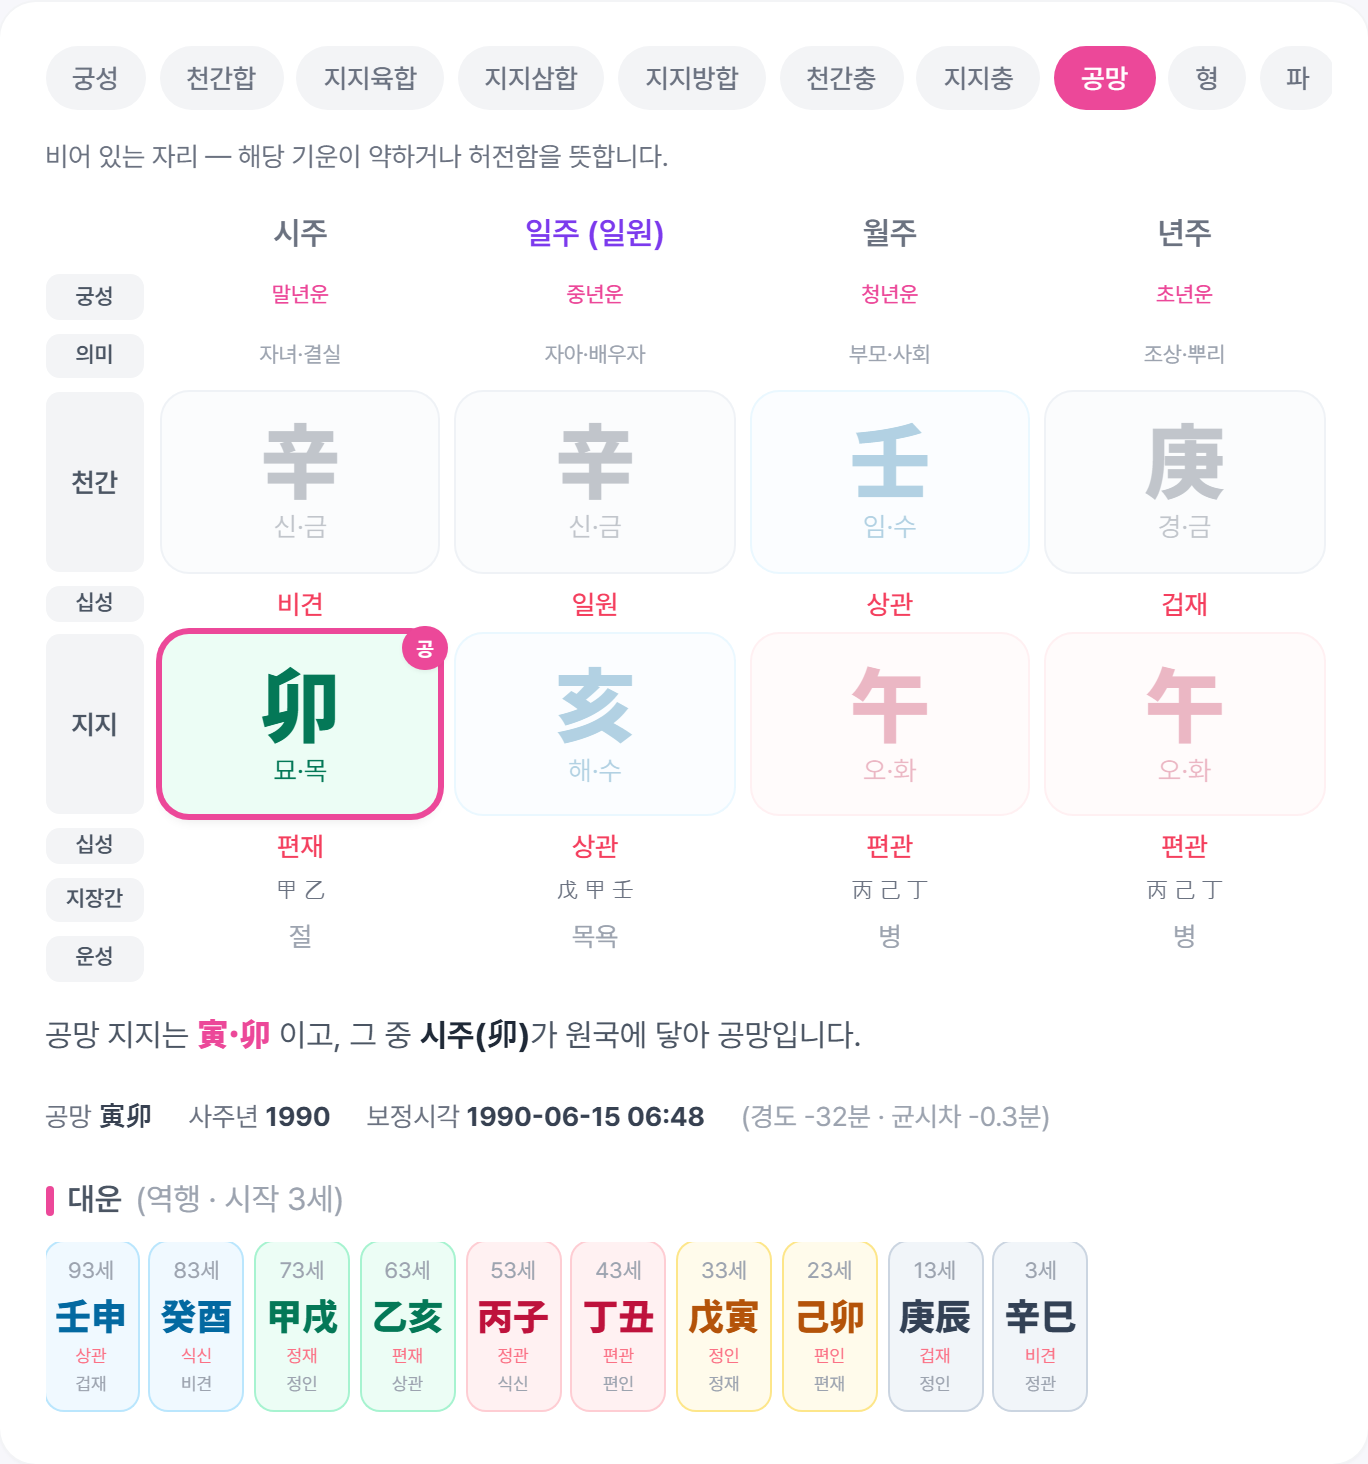 궁성 천간합 지지육합 지지삼합 지지방합 천간충 지지충 공망 형 파
비어 있는 자리 — 해당 기운이 약하거나 허전함을 뜻합니다.
시주 일주 (일원) 월주 년주
궁성 말년운 중년운 청년운 초년운
의미 자녀·결실 자아·배우자 부모·사회 조상·뿌리
천간 辛 辛 壬 庚
신·금 신·금 임·수 경·금
십성 비견 일원 상관 겁재
공
지지 卯 亥 午 午
묘·목 해·수 오·화 오·화
십성 편재 상관 편관 편관
지장간 甲 乙 戊 甲 壬 丙 己 丁 丙 己 丁
운성 절 목욕 병 병
공망 지지는 寅·卯 이고, 그 중 시주(卯)가 원국에 닿아 공망입니다.
공망 寅卯 사주년 1990 보정시각 1990-06-15 06:48 (경도 -32분 · 균시차 -0.3분)
대운 (역행 · 시작 3세)
93세 83세 73세 63세 53세 43세 33세 23세 13세 3세
壬申 癸酉 甲戌 乙亥 丙子 丁丑 戊寅 己卯 庚辰 辛巳
상관 식신 정재 편재 정관 편관 정인 편인 겁재 비견
겁재 비견 정인 상관 식신 편인 정재 편재 정인 정관